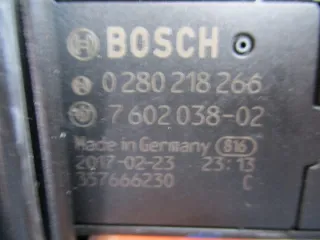 BOSCH
0 280 218 266
7 602 038-02
Made in Germany 816
2017-02-23 23:13
357666230 C